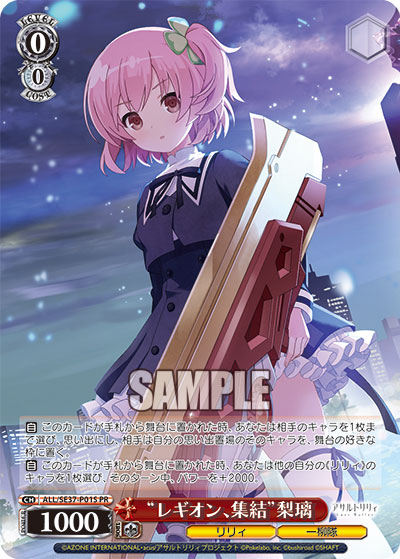 LEVEL
0
0
COST
SAMPLE
自 このカードが手札から舞台に置かれた時、あなたは相手のキャラを1枚まで選び、思い出にし、相手は自分の思い出置場のそのキャラを、舞台の好きな枠に置く。
自 このカードが手札から舞台に置かれた時、あなたは他の自分の《リリィ》のキャラを1枚選び、そのターン中、パワーを+2000。
CH ALL/SE37-P01S PR
1000
“レギオン、集結”梨璃
アサルトリリィ
リリィ
一柳隊
©AZONE INTERNATIONAL・acus/アサルトリリィプロジェクト ©Pokelabo, Inc. ©bushiroad ©SHAFT